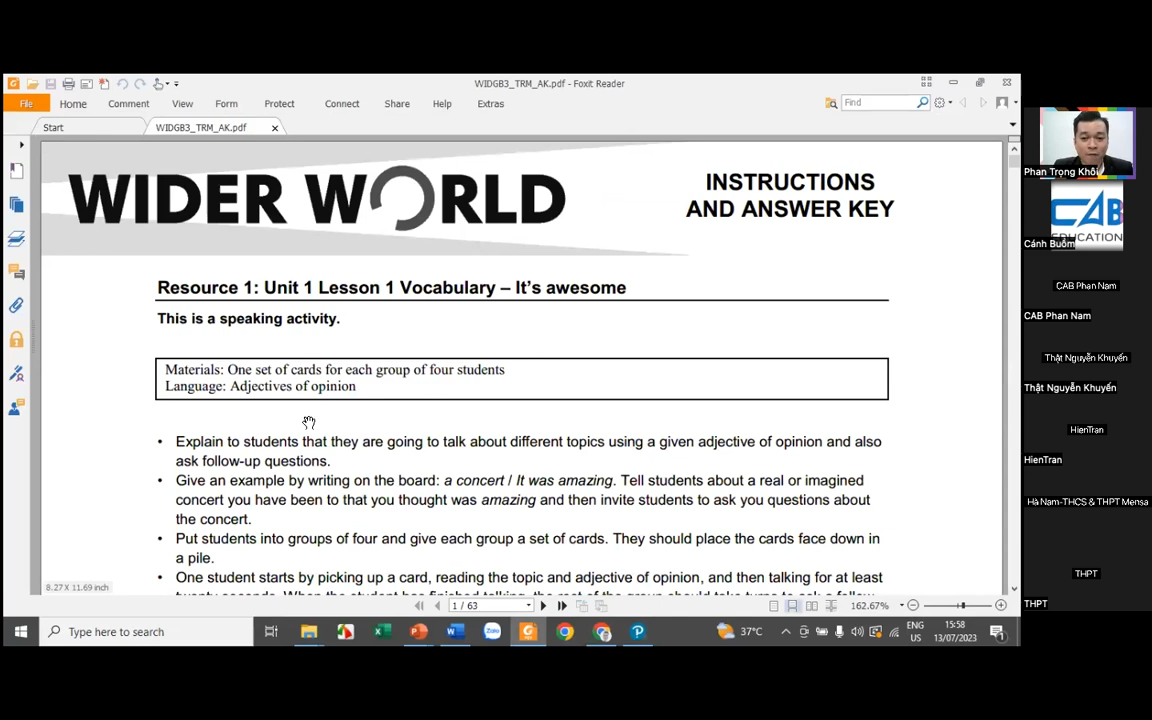 WIDGB3_TRM_AK.pdf - Foxit Reader
File Home Comment View Form Protect Connect Share Help Extras
Find
Start
WIDGB3_TRM_AK.pdf
WIDER WORLD
INSTRUCTIONS
AND ANSWER KEY
Resource 1: Unit 1 Lesson 1 Vocabulary – It's awesome
This is a speaking activity.
Materials: One set of cards for each group of four students
Language: Adjectives of opinion
• Explain to students that they are going to talk about different topics using a given adjective of opinion and also
ask follow-up questions.
• Give an example by writing on the board: a concert / It was amazing. Tell students about a real or imagined
concert you have been to that you thought was amazing and then invite students to ask you questions about
the concert.
• Put students into groups of four and give each group a set of cards. They should place the cards face down in
a pile.
• One student starts by picking up a card, reading the topic and adjective of opinion, and then talking for at least
8.27 X 11.69 inch
1 / 63
162.67%
Type here to search
Zalo
37°C
ENG
US
15:58
13/07/2023
1
Phan Trọng Khôi
CAB
EDUCATION
Cánh Buồm
CAB Phan Nam
CAB Phan Nam
Thật Nguyễn Khuyến
Thật Nguyễn Khuyến
HienTran
HienTran
Hà Nam-THCS & THPT Mensa
THPT
THPT